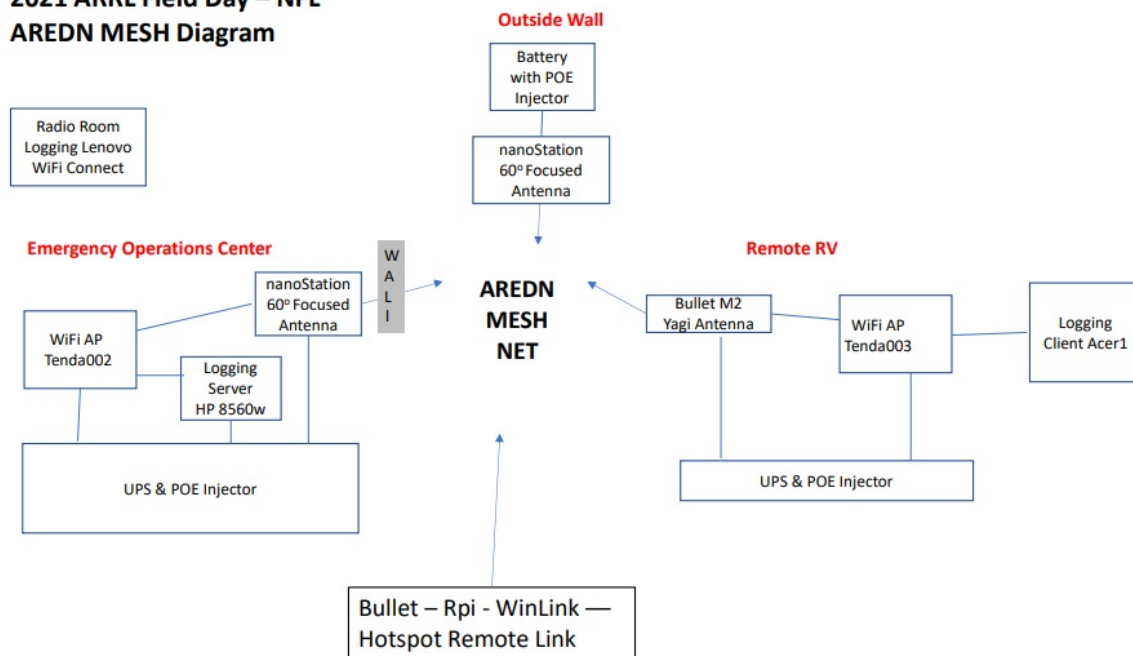 2021 ARRL Field Day – NFL
AREDN MESH Diagram
Outside Wall
Battery
with POE
Injector
nanoStation
60º Focused
Antenna
Radio Room
Logging Lenovo
WiFi Connect
Emergency Operations Center
nanoStation
60º Focused
Antenna
W
A
L
l
WiFi AP
Tenda002
Logging
Server
HP 8560w
UPS & POE Injector
AREDN
MESH
NET
Remote RV
Bullet M2
Yagi Antenna
WiFi AP
Tenda003
Logging
Client Acer1
UPS & POE Injector
Bullet – Rpi - WinLink —
Hotspot Remote Link